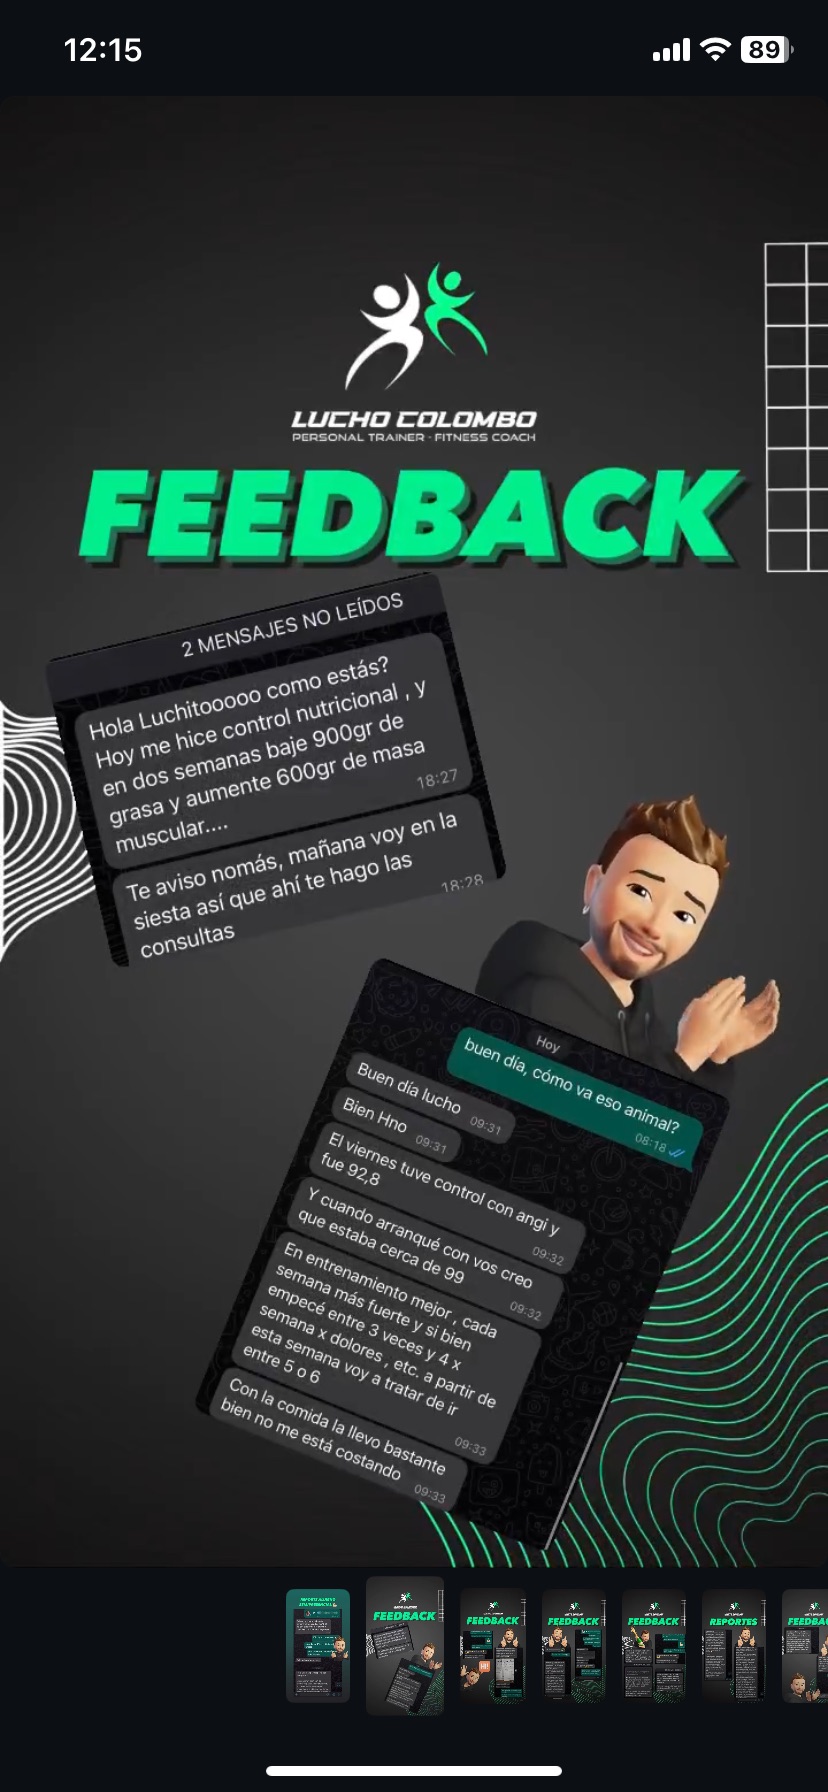 12:15
89
LUCHO COLOMBO
PERSONAL TRAINER - FITNESS COACH
FEEDBACK
2 MENSAJES NO LEÍDOS
Hola Luchitooooo como estás?
Hoy me hice control nutricional , y
en dos semanas baje 900gr de
grasa y aumente 600gr de masa
muscular....
18:27
Te aviso nomás, mañana voy en la
siesta así que ahí te hago las
consultas
18:28
Hoy
buen día, cómo va eso animal?
08:18
Buen día lucho
09:31
Bien Hno
09:31
El viernes tuve control con angi y
fue 92,8
09:32
Y cuando arranqué con vos creo
que estaba cerca de 99
09:32
En entrenamiento mejor , cada
semana más fuerte y si bien
empecé entre 3 veces y 4 x
semana x dolores , etc. a partir de
esta semana voy a tratar de ir
entre 5 o 6
09:33
Con la comida la llevo bastante
bien no me está costando
09:33
FEEDBACK
FEEDBACK
FEEDBACK
FEEDBACK
REPORTES